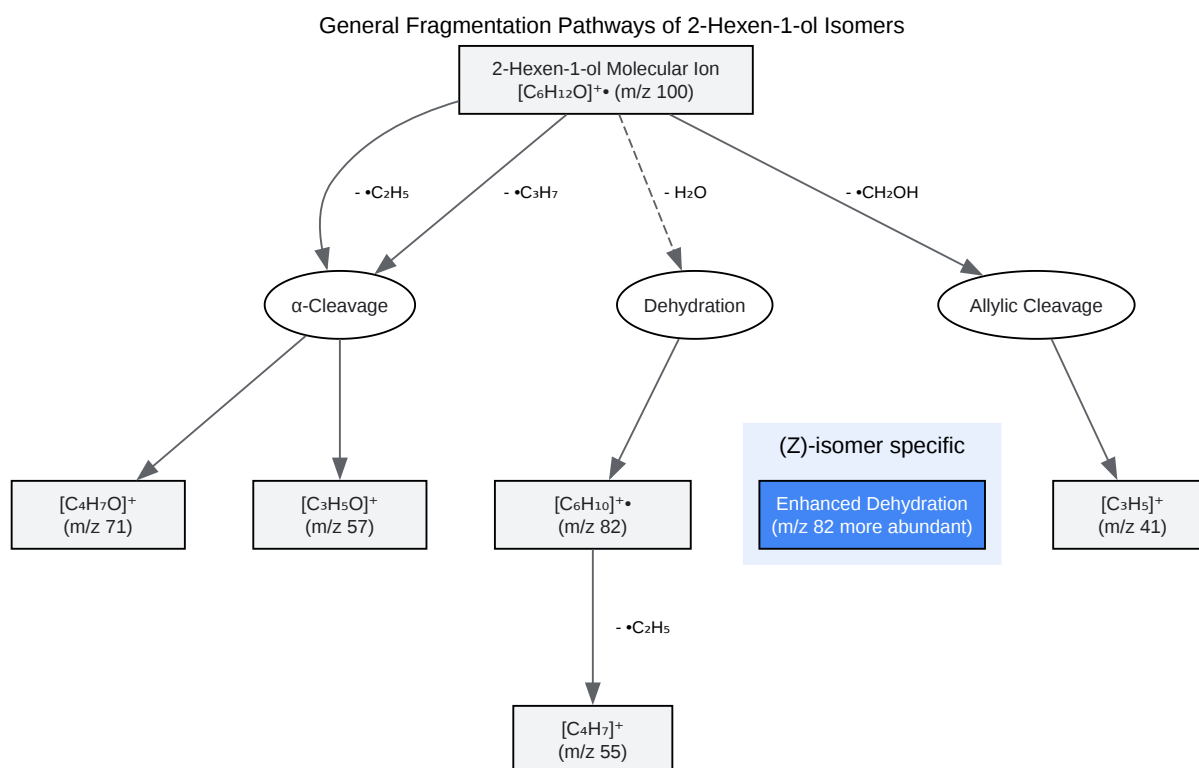 General Fragmentation Pathways of 2-Hexen-1-ol Isomers
2-Hexen-1-ol Molecular Ion
[C₆H₁₂O]⁺• (m/z 100)
- •C₂H₅
- •C₃H₇
- H₂O
- •CH₂OH
α-Cleavage
Dehydration
Allylic Cleavage
[C₄H₇O]⁺
(m/z 71)
[C₃H₅O]⁺
(m/z 57)
[C₆H₁₀]⁺•
(m/z 82)
(Z)-isomer specific
Enhanced Dehydration
(m/z 82 more abundant)
[C₃H₅]⁺
(m/z 41)
- •C₂H₅
[C₄H₇]⁺
(m/z 55)